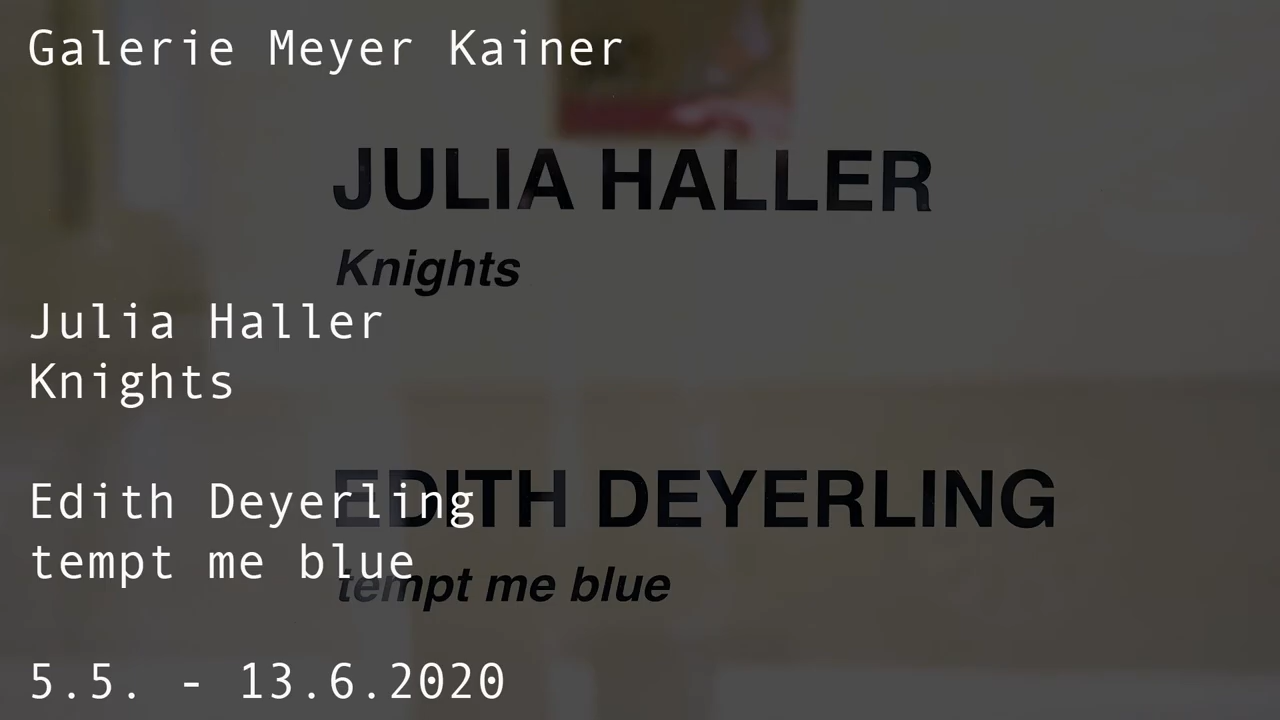 Galerie Meyer Kainer
JULIA HALLER
Knights
Julia Haller
Knights
EDITH DEYERLING
tempt me blue
Edith Deyerling
tempt me blue
5.5. - 13.6.2020